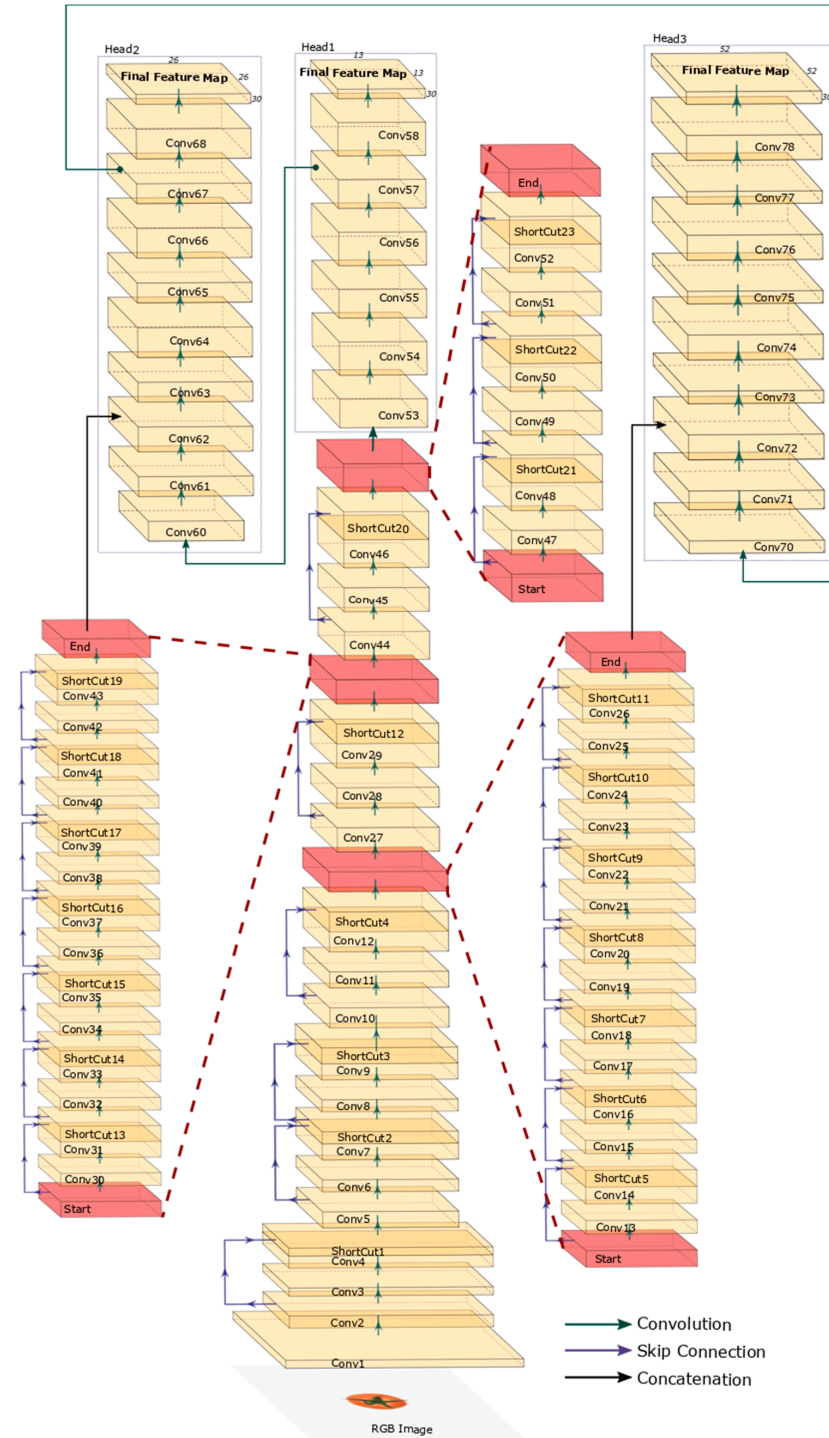 Head2
26
26
30
Final Feature Map
Conv68
Conv67
Conv66
Conv65
Conv64
Conv63
Conv62
Conv61
Conv60
Head1
13
13
30
Final Feature Map
Conv58
Conv57
Conv56
Conv55
Conv54
Conv53
End
ShortCut23
Conv52
Conv51
ShortCut22
Conv50
Conv49
ShortCut21
Conv48
Conv47
Start
Head3
52
52
30
Final Feature Map
Conv78
Conv77
Conv76
Conv75
Conv74
Conv73
Conv72
Conv71
Conv70
End
ShortCut19
Conv43
Conv42
ShortCut18
Conv41
Conv40
ShortCut17
Conv39
Conv38
ShortCut16
Conv37
Conv36
ShortCut15
Conv35
Conv34
ShortCut14
Conv33
Conv32
ShortCut13
Conv31
Conv30
Start
ShortCut20
Conv46
Conv45
Conv44
ShortCut12
Conv29
Conv28
Conv27
ShortCut4
Conv12
Conv11
Conv10
ShortCut3
Conv9
Conv8
ShortCut2
Conv7
Conv6
Conv5
ShortCut1
Conv4
Conv3
Conv2
Conv1
RGB Image
End
ShortCut11
Conv26
Conv25
ShortCut10
Conv24
Conv23
ShortCut9
Conv22
Conv21
ShortCut8
Conv20
Conv19
ShortCut7
Conv18
Conv17
ShortCut6
Conv16
Conv15
ShortCut5
Conv14
Conv13
Start
Convolution
Skip Connection
Concatenation